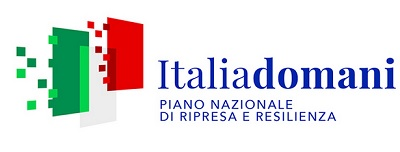 Italiadomani
PIANO NAZIONALE
DI RIPRESA E RESILIENZA